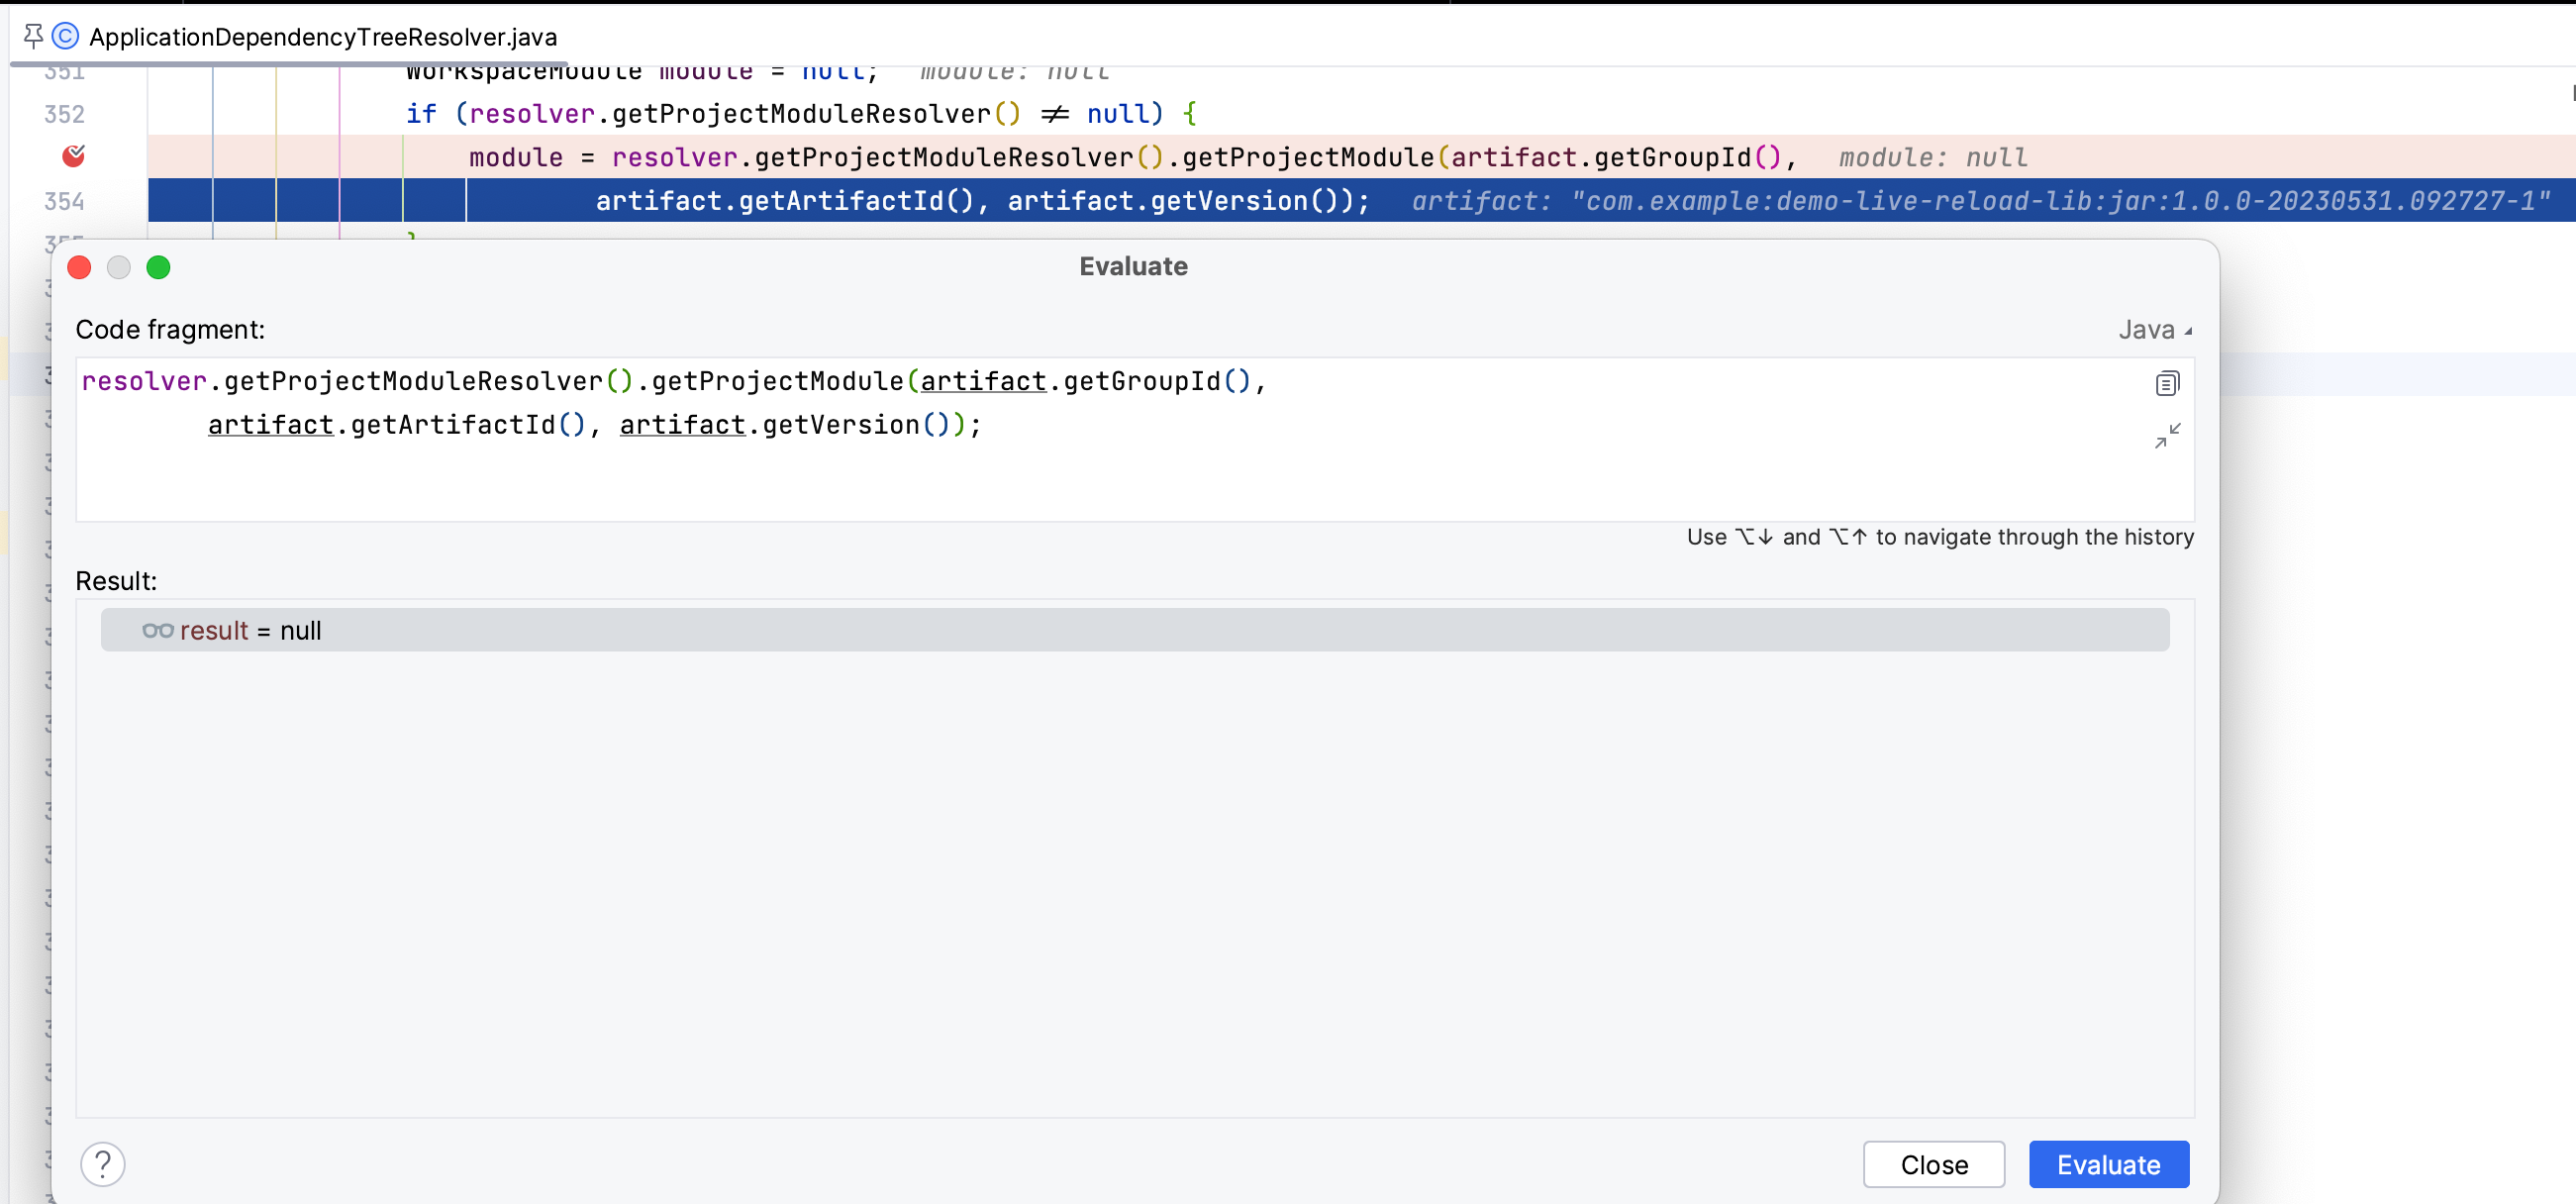 ApplicationDependencyTreeResolver.java
351 WorkspaceModule module = null; module: null
352 if (resolver.getProjectModuleResolver() ≠ null) {
module = resolver.getProjectModuleResolver().getProjectModule(artifact.getGroupId(), module: null
354 artifact.getArtifactId(), artifact.getVersion()); artifact: "com.example:demo-live-reload-lib:jar:1.0.0-20230531.092727-1"
355 }
Evaluate
Code fragment:
Java
resolver.getProjectModuleResolver().getProjectModule(artifact.getGroupId(),
artifact.getArtifactId(), artifact.getVersion());
Use ⌥↓ and ⌥↑ to navigate through the history
Result:
result = null
?
Close
Evaluate